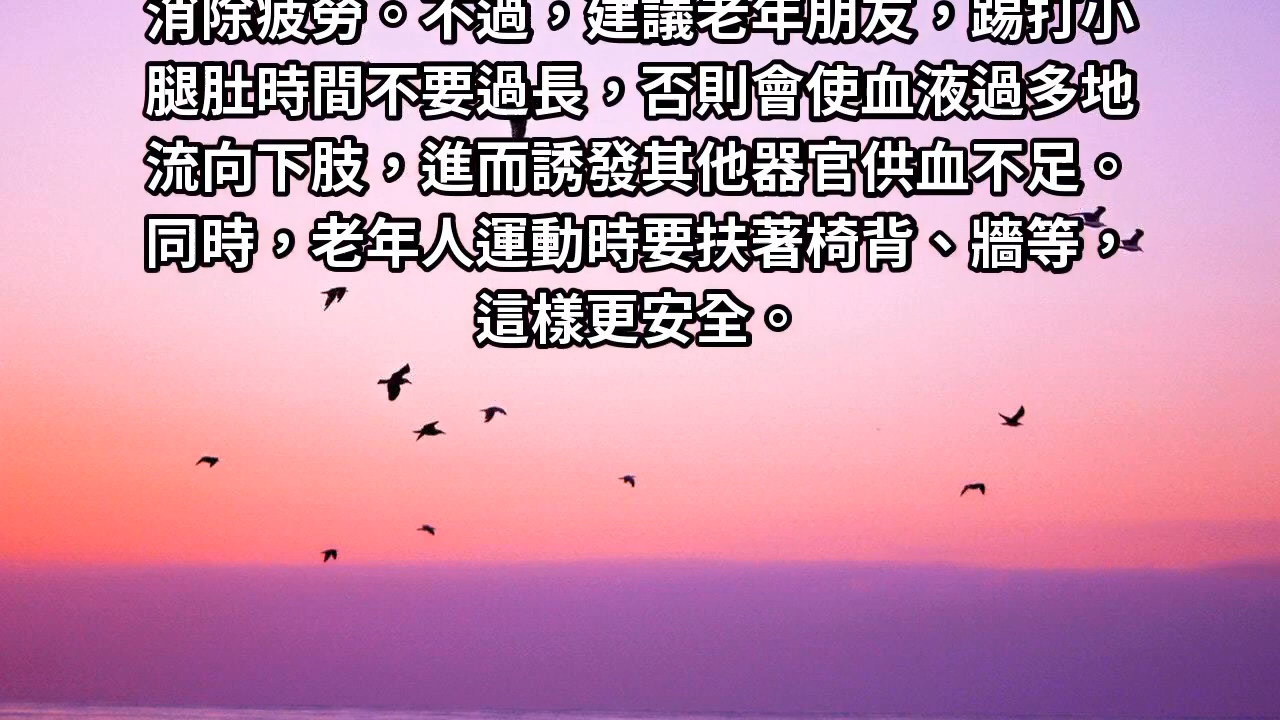 消除疲勞。不過，建議老年朋友，踢打小
腿肚時間不要過長，否則會使血液過多地
流向下肢，進而誘發其他器官供血不足。
同時，老年人運動時要扶著椅背、牆等，
這樣更安全。